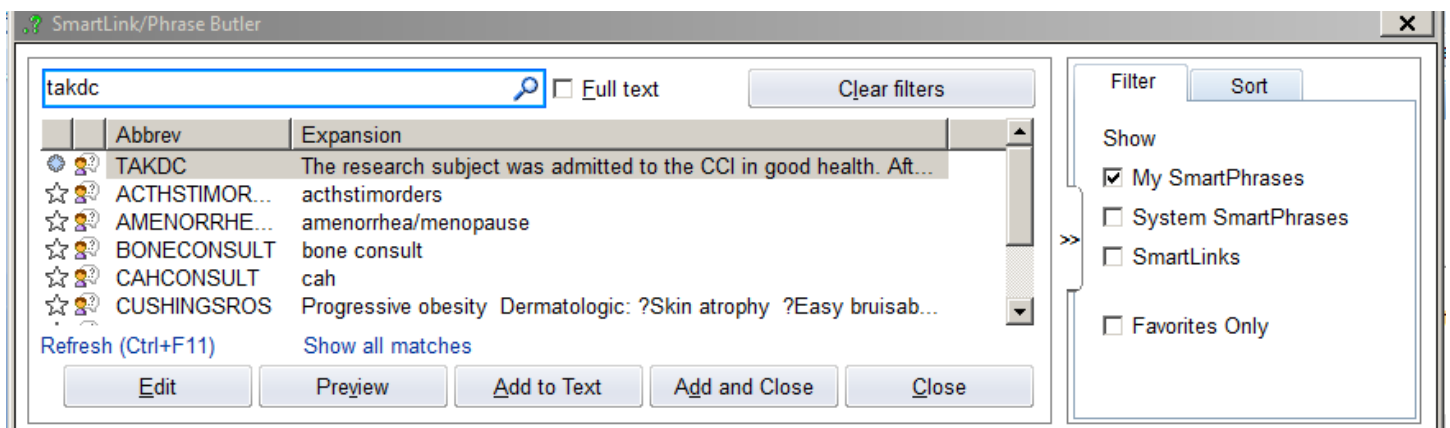 .? SmartLink/Phrase Butler X
takdc Full text Clear filters
Abbrev Expansion
TAKDC The research subject was admitted to the CCI in good health. Aft...
ACTHSTIMOR... acthstimorders
AMENORRHE... amenorrhea/menopause
BONECONSULT bone consult
CAHCONSULT cah
CUSHINGSROS Progressive obesity Dermatologic: ?Skin atrophy ?Easy bruisab...
Refresh (Ctrl+F11) Show all matches
Edit Preview Add to Text Add and Close Close
>>
Filter Sort
Show
My SmartPhrases
System SmartPhrases
SmartLinks
Favorites Only